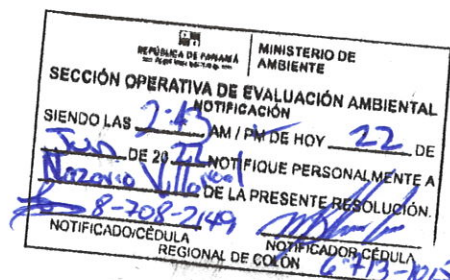 REPÚBLICA DE PANAMÁ
MINISTERIO DE
AMBIENTE
SECCIÓN OPERATIVA DE EVALUACIÓN AMBIENTAL
NOTIFICACIÓN
SIENDO LAS 2:43 AM / PM DE HOY 22 DE
Jun DE 2022 NOTIFIQUE PERSONALMENTE A
Nazario DE LA PRESENTE RESOLUCIÓN.
8-708-2149
NOTIFICADO/CÉDULA
NOTIFICADOR CÉDULA
REGIONAL DE COLÓN